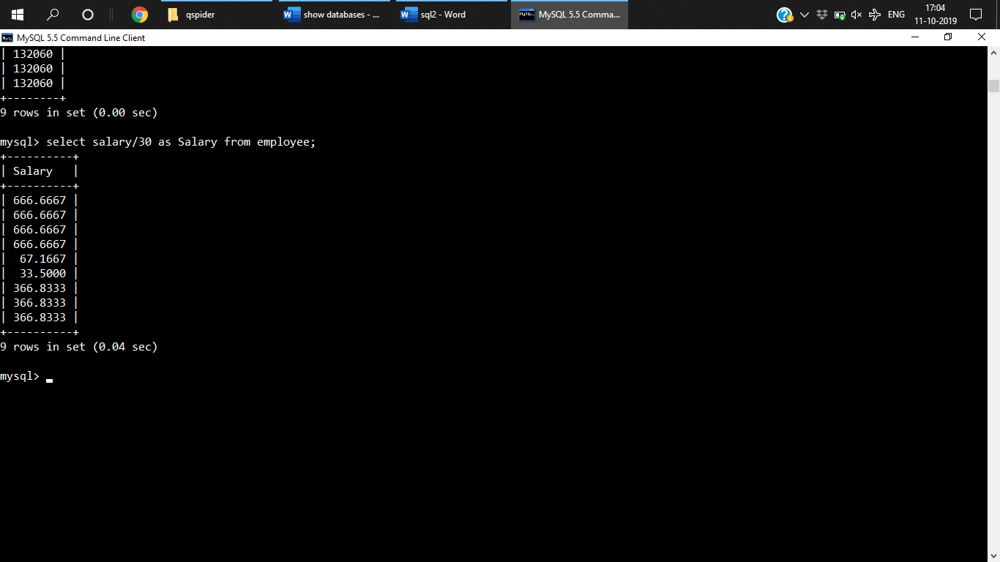 qspider
show databases - ...
sql2 - Word
MySQL 5.5 Comma...
ENG
17:04
11-10-2019
MySQL 5.5 Command Line Client
| 132060 |
| 132060 |
| 132060 |
+--------+
9 rows in set (0.00 sec)
mysql> select salary/30 as Salary from employee;
+----------+
| Salary   |
+----------+
| 666.6667 |
| 666.6667 |
| 666.6667 |
| 666.6667 |
|  67.1667 |
|  33.5000 |
| 366.8333 |
| 366.8333 |
| 366.8333 |
+----------+
9 rows in set (0.04 sec)
mysql>